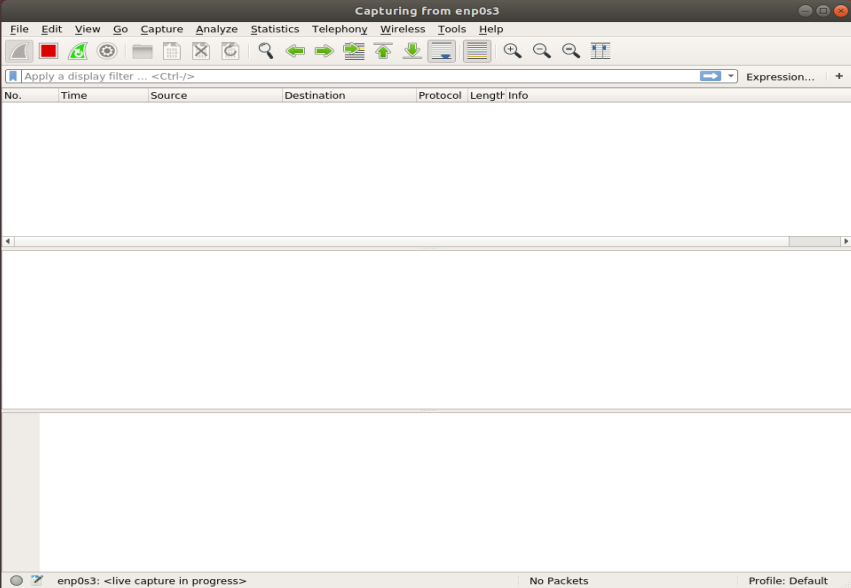 Capturing from enp0s3
File Edit View Go Capture Analyze Statistics Telephony Wireless Tools Help
Apply a display filter ... <Ctrl-/> Expression... +
No. Time Source Destination Protocol Length Info
enp0s3: <live capture in progress> No Packets Profile: Default